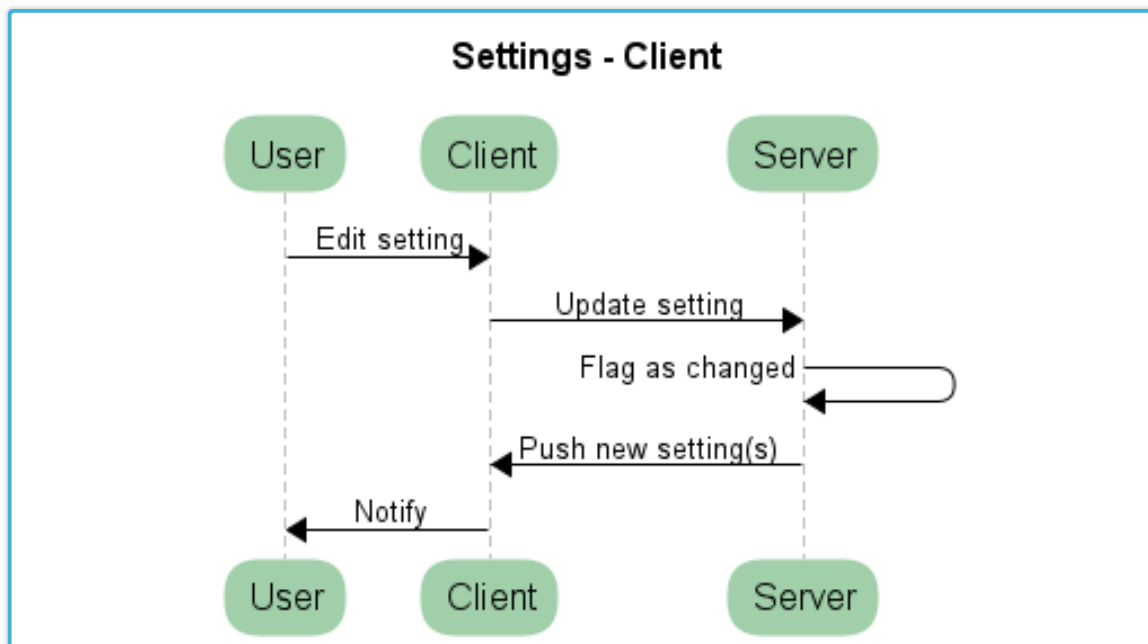 Settings - Client
User Client Server
Edit setting
Update setting
Flag as changed
Push new setting(s)
Notify
User Client Server